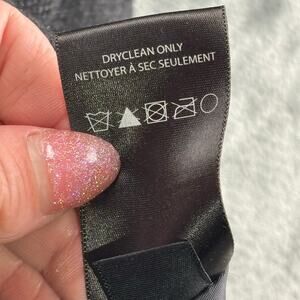 DRYCLEAN ONLY
NETTOYER À SEC SEULEMENT